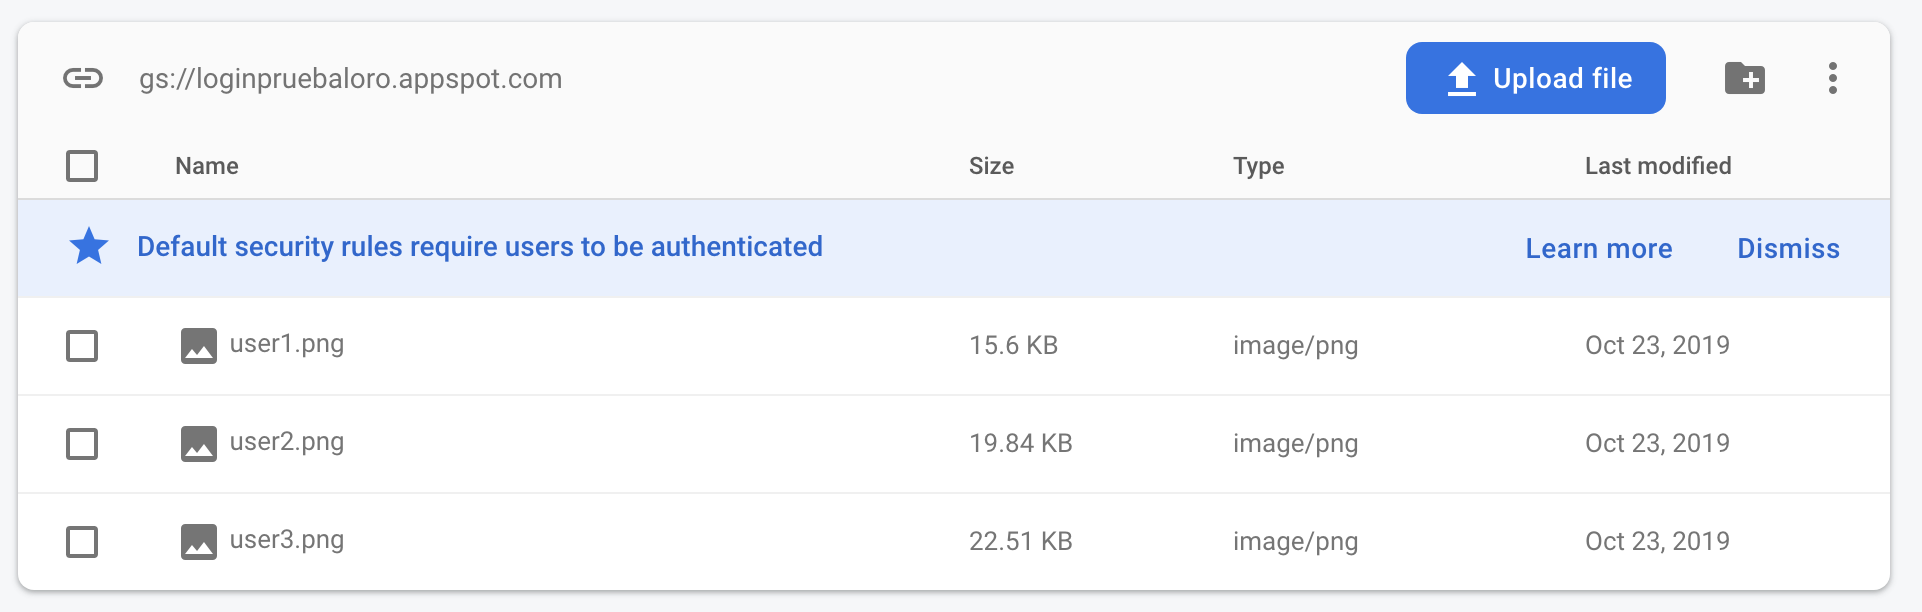 gs://loginpruebaloro.appspot.com Upload file
Name Size Type Last modified
Default security rules require users to be authenticated Learn more Dismiss
user1.png 15.6 KB image/png Oct 23, 2019
user2.png 19.84 KB image/png Oct 23, 2019
user3.png 22.51 KB image/png Oct 23, 2019